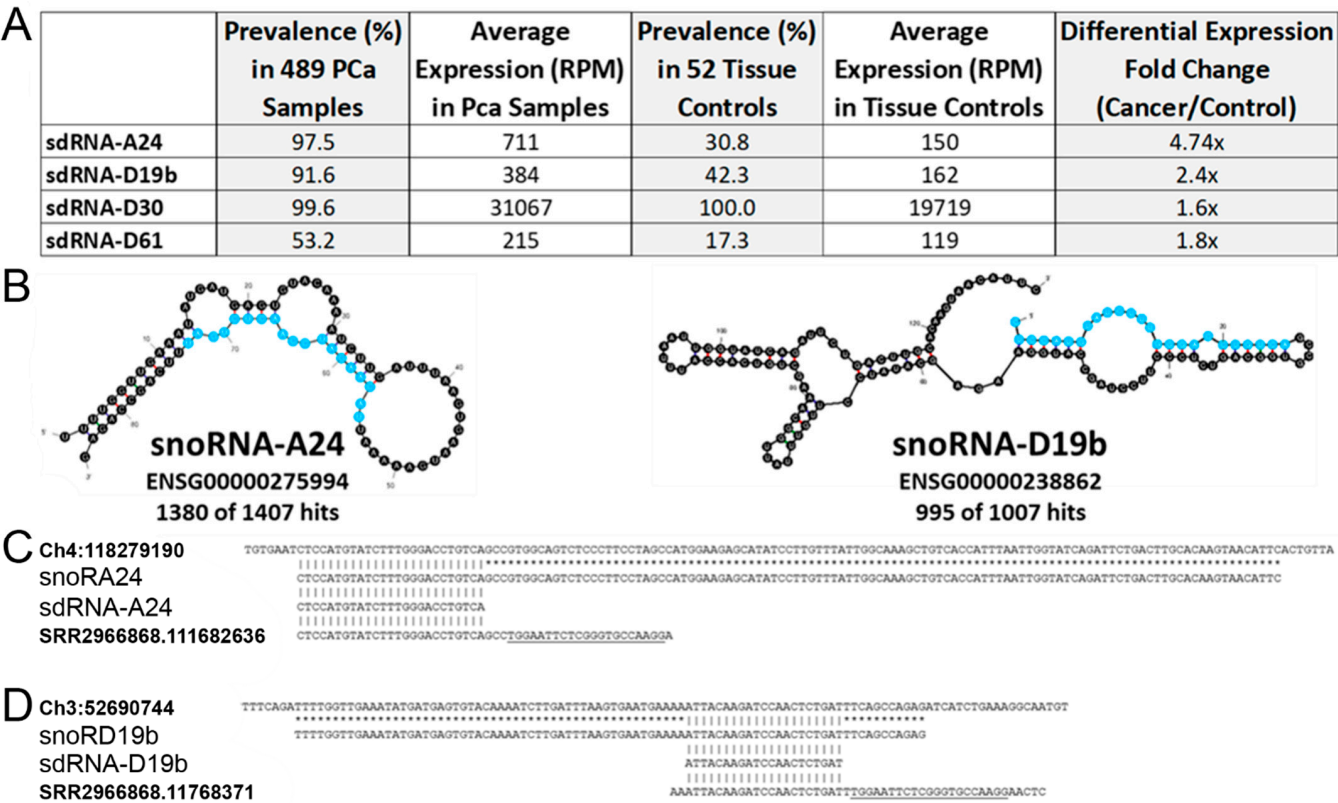 A
Prevalence (%) in 489 PCa Samples
Average Expression (RPM) in Pca Samples
Prevalence (%) in 52 Tissue Controls
Average Expression (RPM) in Tissue Controls
Differential Expression Fold Change (Cancer/Control)
sdRNA-A24 97.5 711 30.8 150 4.74x
sdRNA-D19b 91.6 384 42.3 162 2.4x
sdRNA-D30 99.6 31067 100.0 19719 1.6x
sdRNA-D61 53.2 215 17.3 119 1.8x
B
snoRNA-A24
ENSG00000275994
1380 of 1407 hits
snoRNA-D19b
ENSG00000238862
995 of 1007 hits
C
Ch4:118279190 TGTGAATCTCCATGTATCTTTGGGACCTGTCAGCCGTGGCAGTCTCCCTTCCTAGCCATGGAAGAGCATATCCTTGTTTATTGGCAAAGCTGTCACCATTTAATTGGTATCAGATTCTGACTTGCACAAGTAACATTCACTGTTA
snoRA24 CTCCATGTATCTTTGGGACCTGTCAGCCGTGGCAGTCTCCCTTCCTAGCCATGGAAGAGCATATCCTTGTTTATTGGCAAAGCTGTCACCATTTAATTGGTATCAGATTCTGACTTGCACAAGTAACATTC
sdRNA-A24 CTCCATGTATCTTTGGGACCTGTCA
SRR2966868.111682636 CTCCATGTATCTTTGGGACCTGTCAGCCTGGAATTCTCGGGTGCCAAGGA
D
Ch3:52690744 TTTCAGATTTTGGTTGAAATATGATGAGTGTACAAAATCTTGATTTAAGTGAATGAAAAATTACAAGATCCAACTCTGATTTCAGCCAGAGATCATCTGAAAGGCAATGT
snoRD19b TTTTGGTTGAAATATGATGAGTGTACAAAATCTTGATTTAAGTGAATGAAAAATTACAAGATCCAACTCTGATTTCAGCCAGAG
sdRNA-D19b ATTACAAGATCCAACTCTGAT
SRR2966868.11768371 AAATTACAAGATCCAACTCTGATTTGGAATTCTCGGGTGCCAAGGAACTC